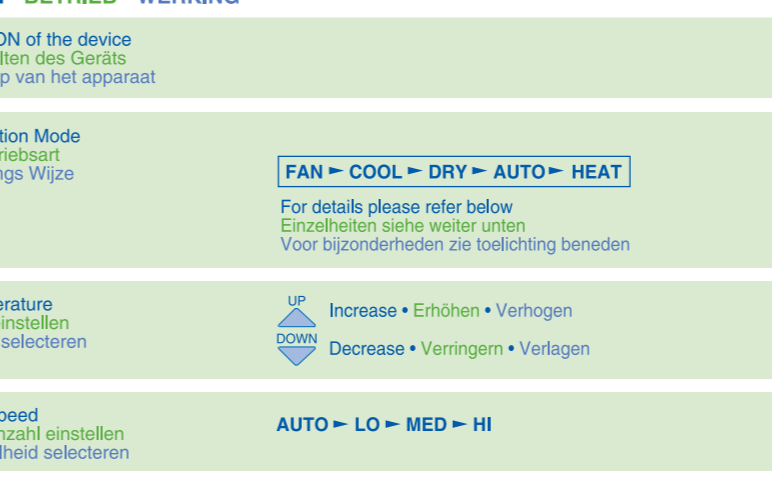 BETRIEB WERKING
ON of the device
lten des Geräts
p van het apparaat
tion Mode
riebsart
ngs Wijze
FAN ► COOL ► DRY ► AUTO ► HEAT
For details please refer below
Einzelheiten siehe weiter unten
Voor bijzonderheden zie toelichting beneden
erature
einstellen
selecteren
UP
Increase • Erhöhen • Verhogen
DOWN
Decrease • Verringern • Verlagen
peed
nzahl einstellen
lheid selecteren
AUTO ► LO ► MED ► HI